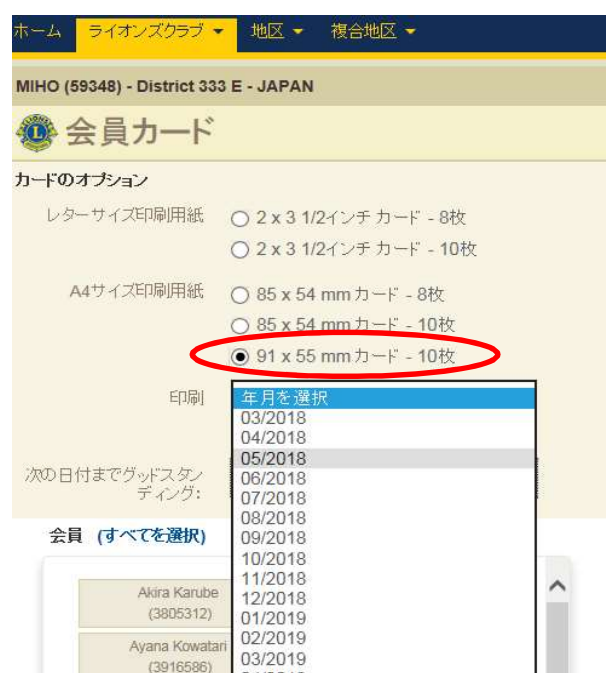 ホーム ライオンズクラブ 地区 複合地区
MIHO (59348) - District 333 E - JAPAN
会員カード
カードのオプション
レターサイズ印刷用紙 2 x 3 1/2インチ カード - 8枚
2 x 3 1/2インチ カード - 10枚
A4サイズ印刷用紙 85 x 54 mm カード - 8枚
85 x 54 mm カード - 10枚
91 x 55 mm カード - 10枚
印刷 年月を選択
03/2018
04/2018
05/2018
次の日付までグッドスタン 06/2018
ディング: 07/2018
08/2018
会員 (すべてを選択) 09/2018
10/2018
11/2018
Akira Karube 12/2018
(3805312) 01/2019
Ayana Kowatari 02/2019
(3916586) 03/2019